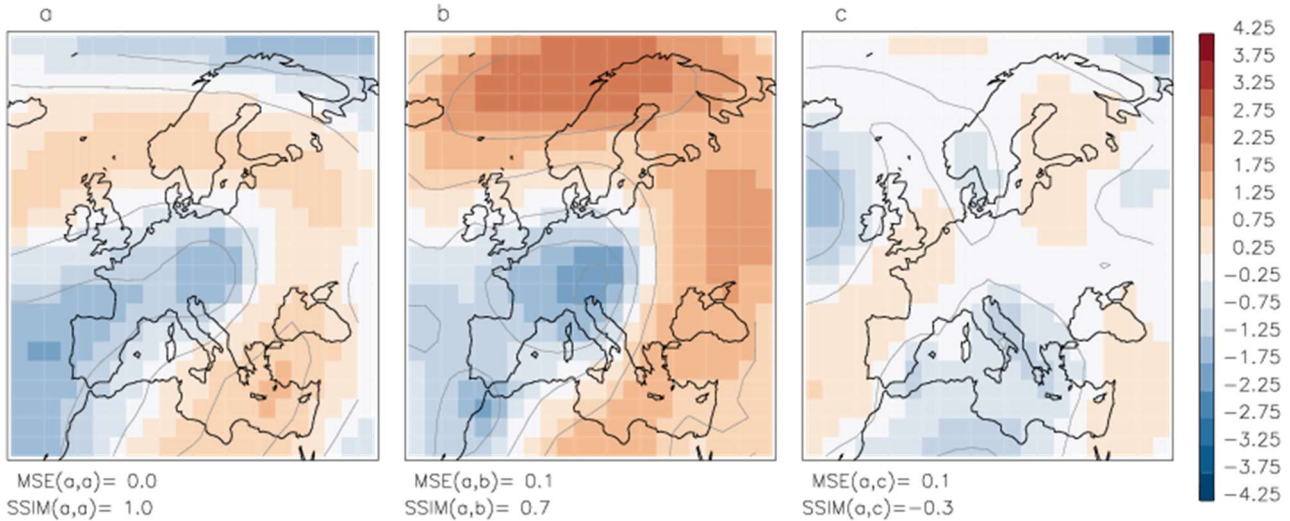 a
b
c
4.25
3.75
3.25
2.75
2.25
1.75
1.25
0.75
0.25
−0.25
−0.75
−1.25
−1.75
−2.25
−2.75
−3.25
−3.75
−4.25
MSE(a,a)= 0.0
SSIM(a,a)= 1.0
MSE(a,b)= 0.1
SSIM(a,b)= 0.7
MSE(a,c)= 0.1
SSIM(a,c)=−0.3